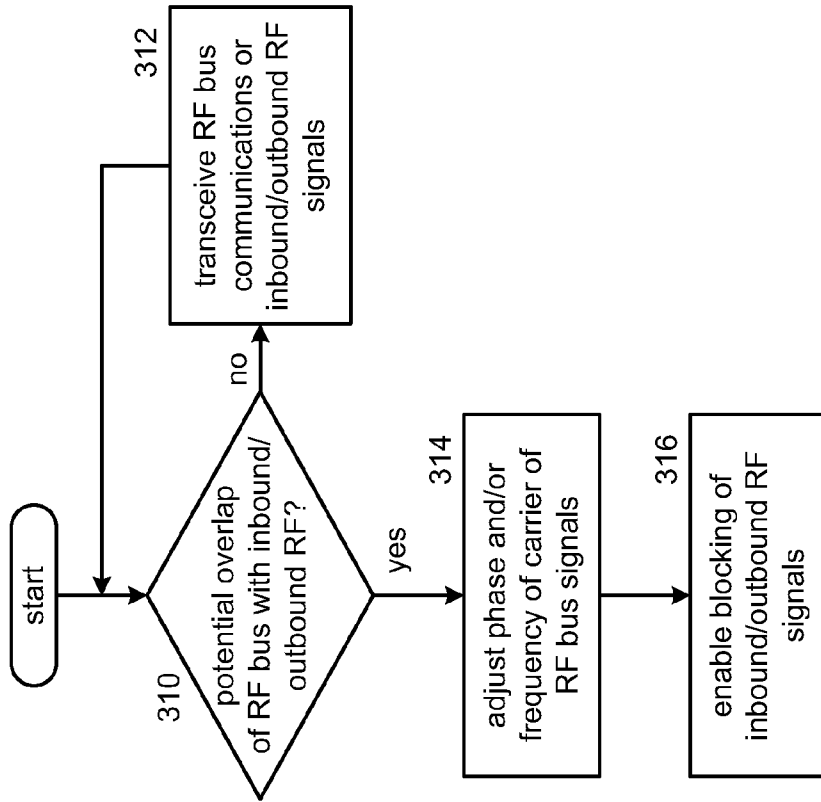 start
310
potential overlap
of RF bus with inbound/
outbound RF?
no
312
transceive RF bus
communications or
inbound/outbound RF
signals
yes
314
adjust phase and/or
frequency of carrier of
RF bus signals
316
enable blocking of
inbound/outbound RF
signals